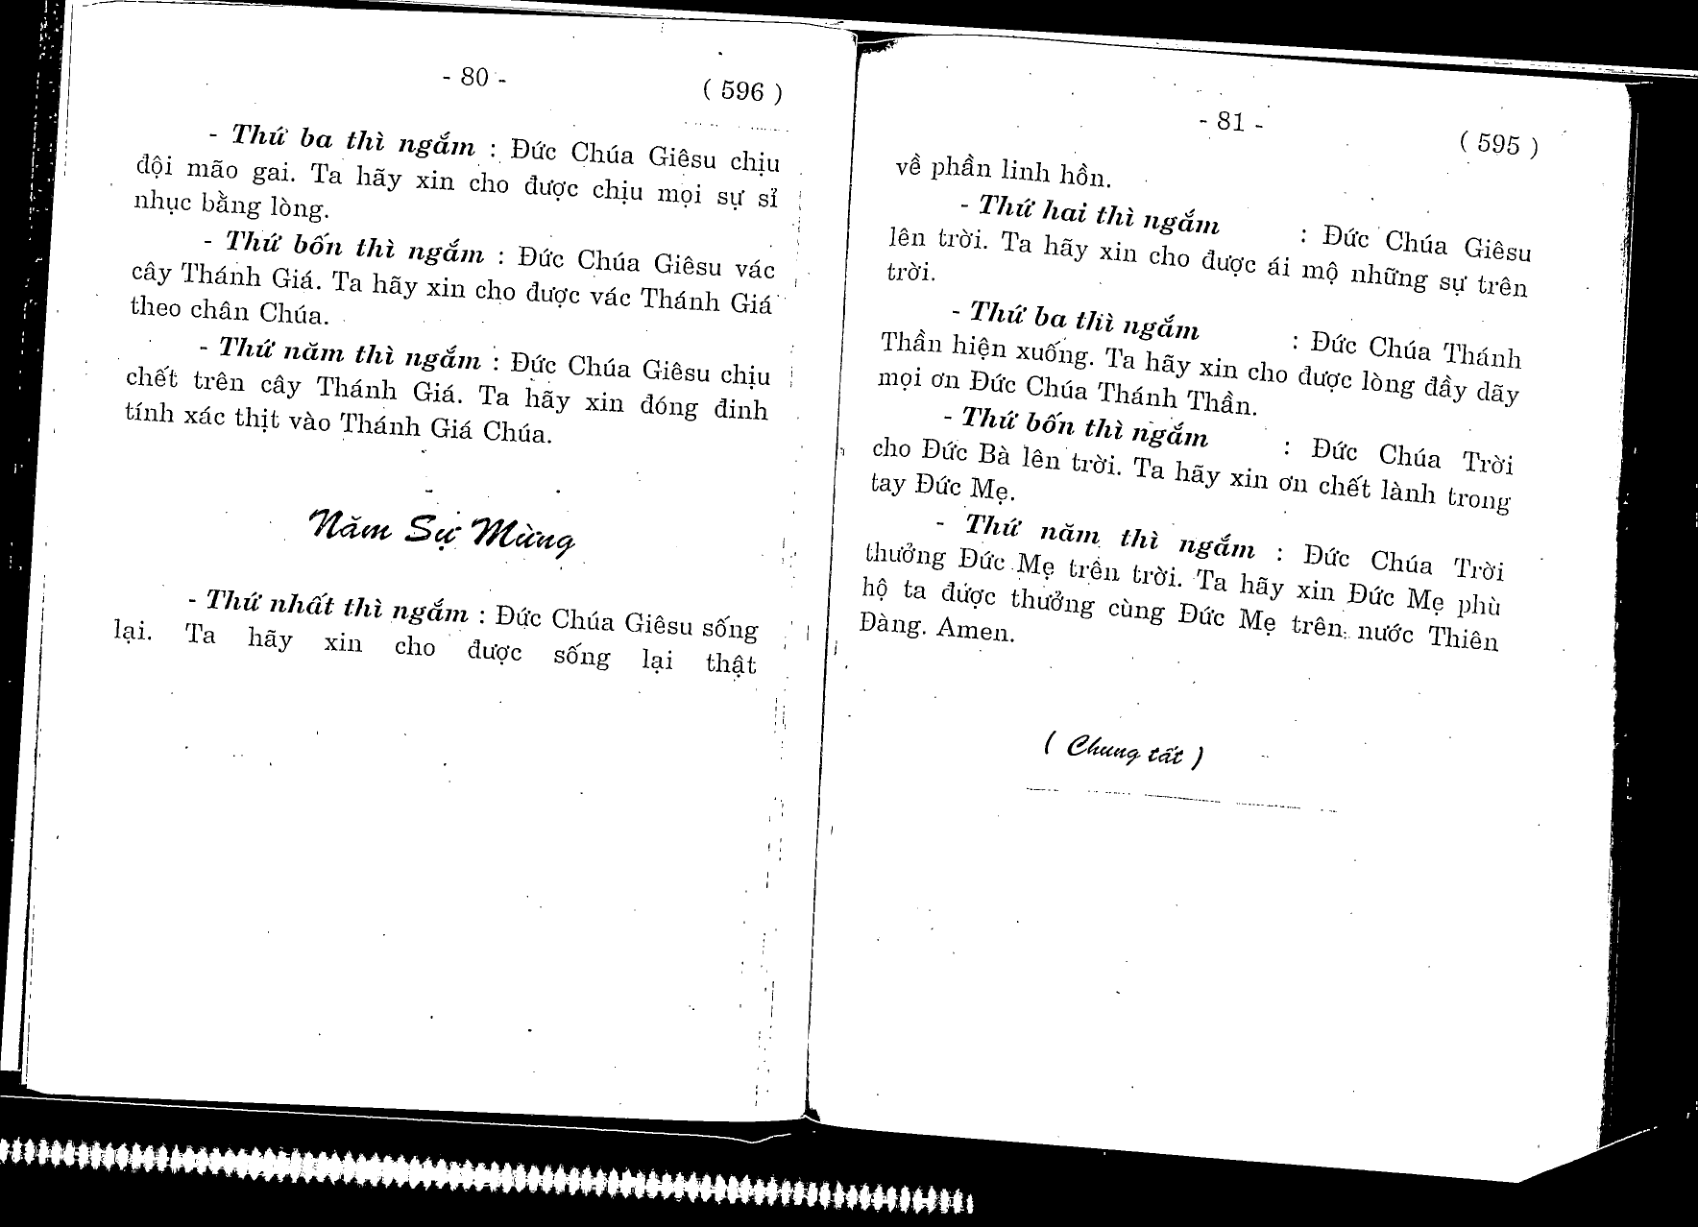 - 80 -
( 596 )
- Thứ ba thì ngắm : Đức Chúa Giêsu chịu
đội mão gai. Ta hãy xin cho được chịu mọi sự sỉ
nhục bằng lòng.
- Thứ bốn thì ngắm : Đức Chúa Giêsu vác
cây Thánh Giá. Ta hãy xin cho được vác Thánh Giá
theo chân Chúa.
- Thứ năm thì ngắm : Đức Chúa Giêsu chịu
chết trên cây Thánh Giá. Ta hãy xin đóng đinh
tính xác thịt vào Thánh Giá Chúa.
Năm Sự Mừng
- Thứ nhất thì ngắm : Đức Chúa Giêsu sống
lại. Ta hãy xin cho được sống lại thật
- 81 -
( 595 )
về phần linh hồn.
- Thứ hai thì ngắm : Đức Chúa Giêsu
lên trời. Ta hãy xin cho được ái mộ những sự trên
trời.
- Thứ ba thì ngắm : Đức Chúa Thánh
Thần hiện xuống. Ta hãy xin cho được lòng đầy dãy
mọi ơn Đức Chúa Thánh Thần.
- Thứ bốn thì ngắm : Đức Chúa Trời
cho Đức Bà lên trời. Ta hãy xin ơn chết lành trong
tay Đức Mẹ.
- Thứ năm thì ngắm : Đức Chúa Trời
thưởng Đức Mẹ trên trời. Ta hãy xin Đức Mẹ phù
hộ ta được thưởng cùng Đức Mẹ trên nước Thiên
Đàng. Amen.
( Chung tất )